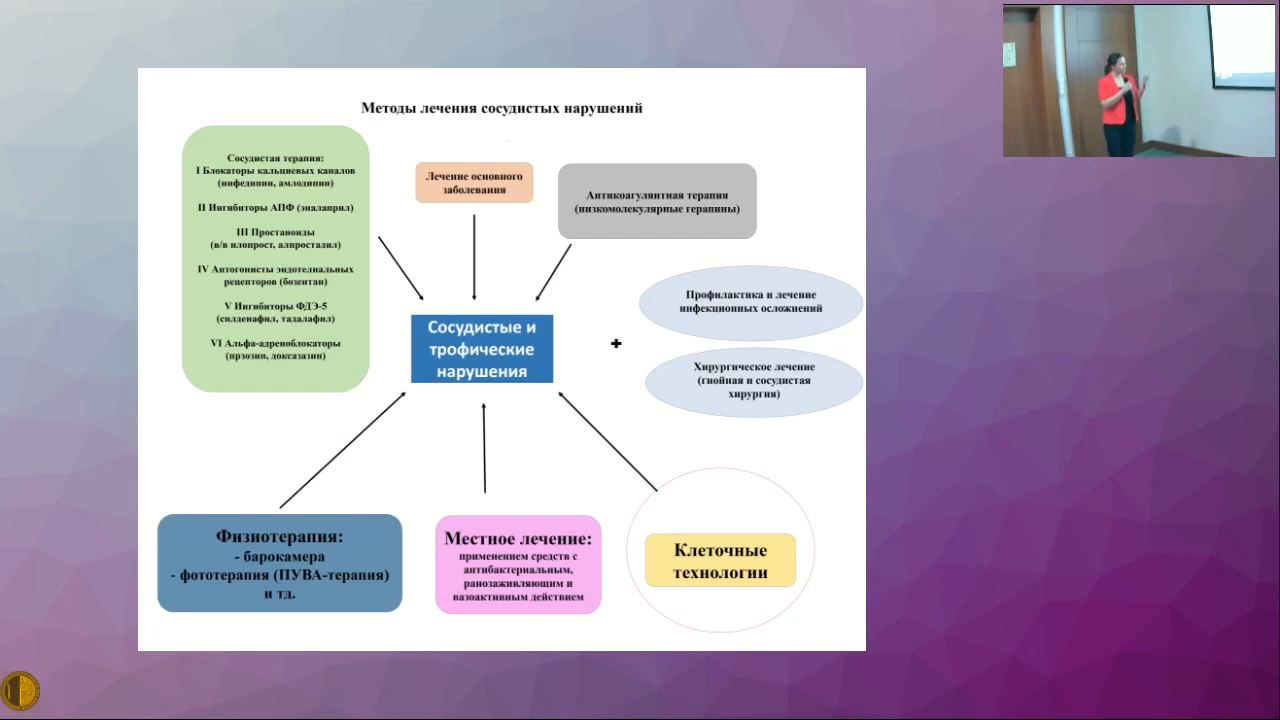 Методы лечения сосудистых нарушений
Сосудистая терапия:
I Блокаторы кальциевых каналов
(нифедипин, амлодипин)
II Ингибиторы АПФ (эналаприл)
III Простаноиды
(в/в илопрост, алпростадил)
IV Антогонисты эндотелиальных
рецепторов (бозентан)
V Ингибиторы ФДЭ-5
(силденафил, тадалафил)
VI Альфа-адреноблокаторы
(прзозин, доксазазин)
Лечение основного
заболевания
Антикоагулянтная терапия
(низкомолекулярные герапины)
Профилактика и лечение
инфекционных осложнений
Сосудистые и
трофические
нарушения
+
Хирургическое лечение
(гнойная и сосудистая
хирургия)
Физиотерапия:
- барокамера
- фототерапия (ПУВА-терапия)
и тд.
Местное лечение:
применением средств с
антибактериальным,
ранозаживляющим и
вазоактивным действием
Клеточные
технологии